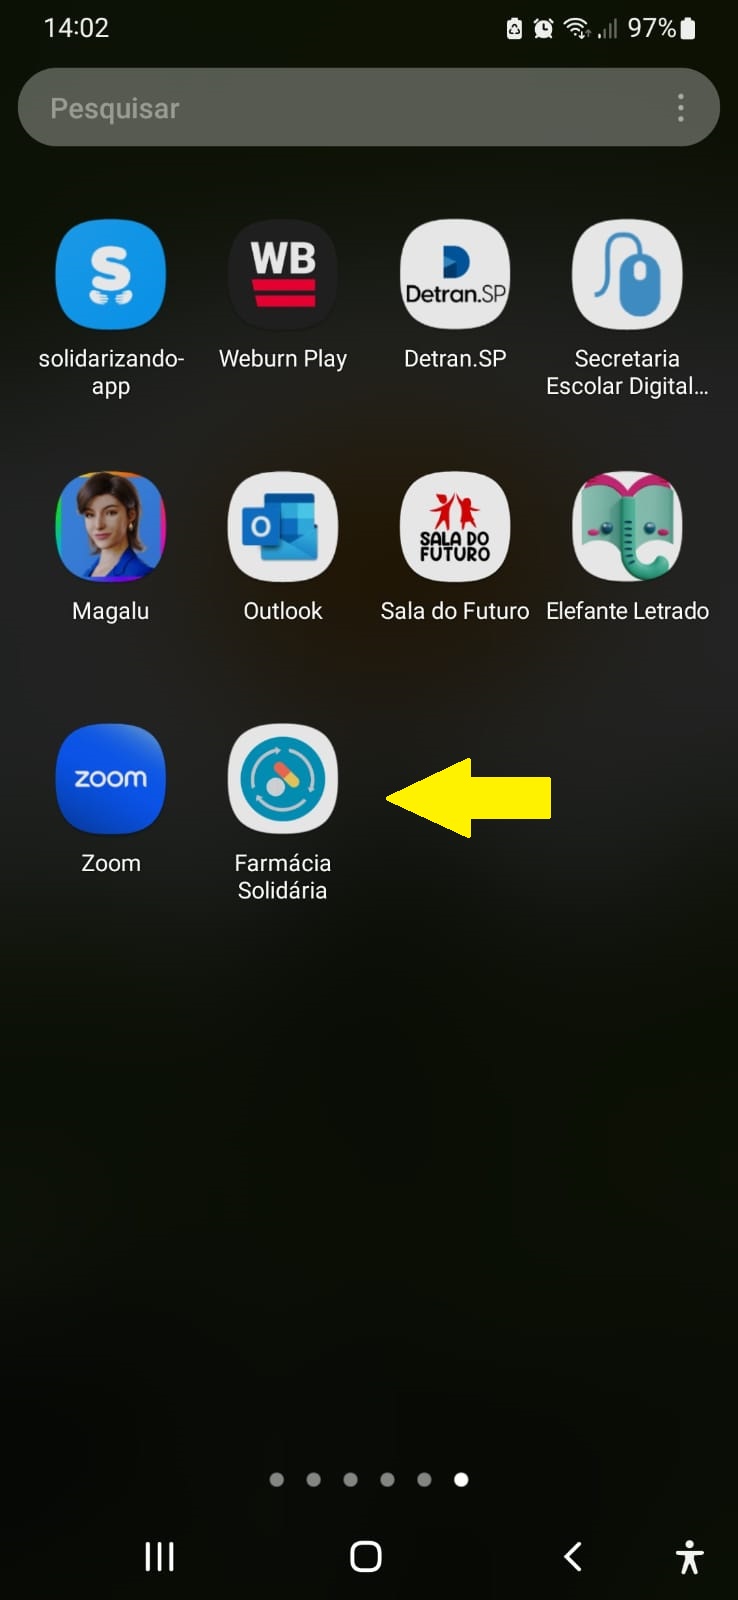 14:02
97%
Pesquisar
S
WB
Detran.SP
solidarizando-
app
Weburn Play
Detran.SP
Secretaria
Escolar Digital...
O
SALA DO
FUTURO
Magalu
Outlook
Sala do Futuro
Elefante Letrado
zoom
Zoom
Farmácia
Solidária